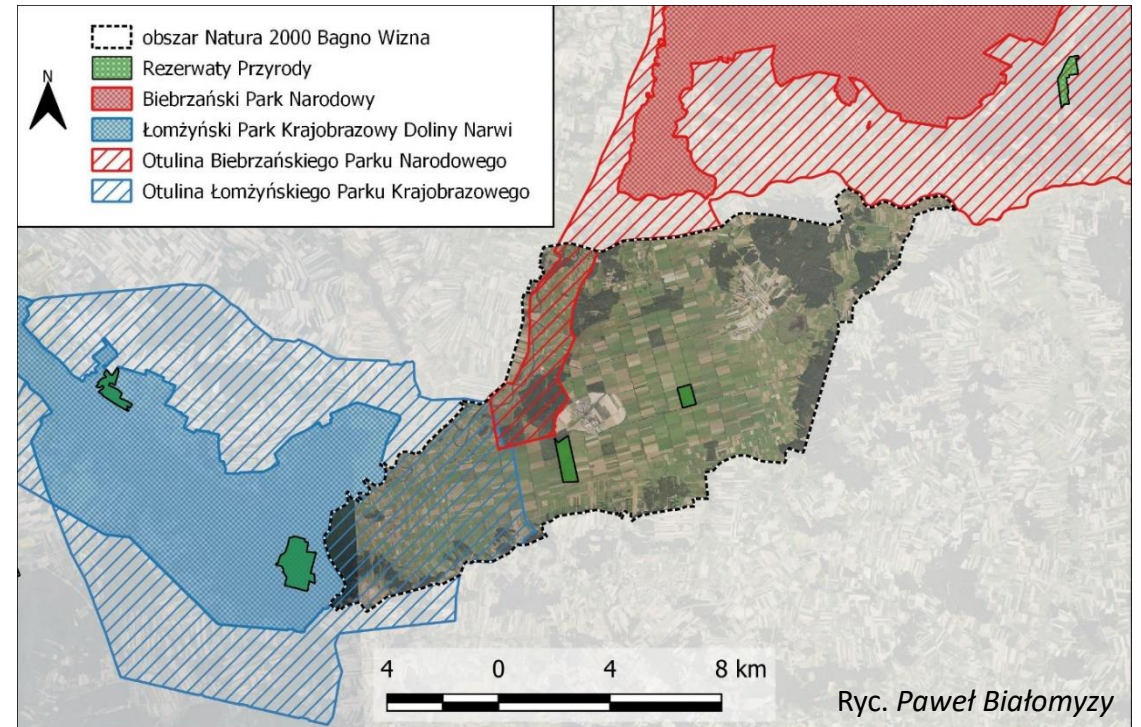 obszar Natura 2000 Bagno Wizna
Rezerwaty Przyrody
Biebrzański Park Narodowy
Łomżyński Park Krajobrazowy Doliny Narwi
Otulina Biebrzańskiego Parku Narodowego
Otulina Łomżyńskiego Parku Krajobrazowego
N
4 0 4 8 km
Ryc. Paweł Białomyzy